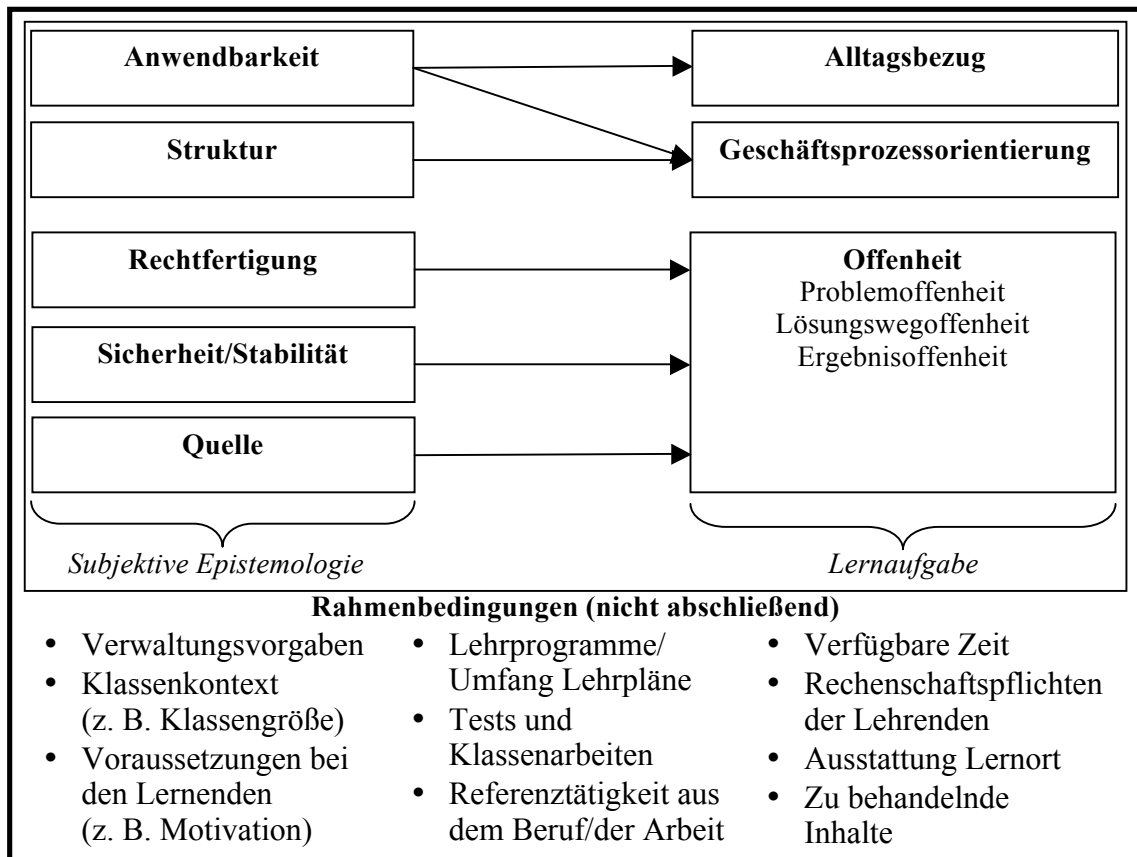 Anwendbarkeit
Alltagsbezug
Struktur
Geschäftsprozessorientierung
Rechtfertigung
Sicherheit/Stabilität
Quelle
Offenheit
Problemoffenheit
Lösungswegoffenheit
Ergebnisoffenheit
Subjektive Epistemologie
Lernaufgabe
Rahmenbedingungen (nicht abschließend)
• Verwaltungsvorgaben
• Klassenkontext
(z. B. Klassengröße)
• Voraussetzungen bei
den Lernenden
(z. B. Motivation)
• Lehrprogramme/
Umfang Lehrpläne
• Tests und
Klassenarbeiten
• Referenztätigkeit aus
dem Beruf/der Arbeit
• Verfügbare Zeit
• Rechenschaftspflichten
der Lehrenden
• Ausstattung Lernort
• Zu behandelnde
Inhalte